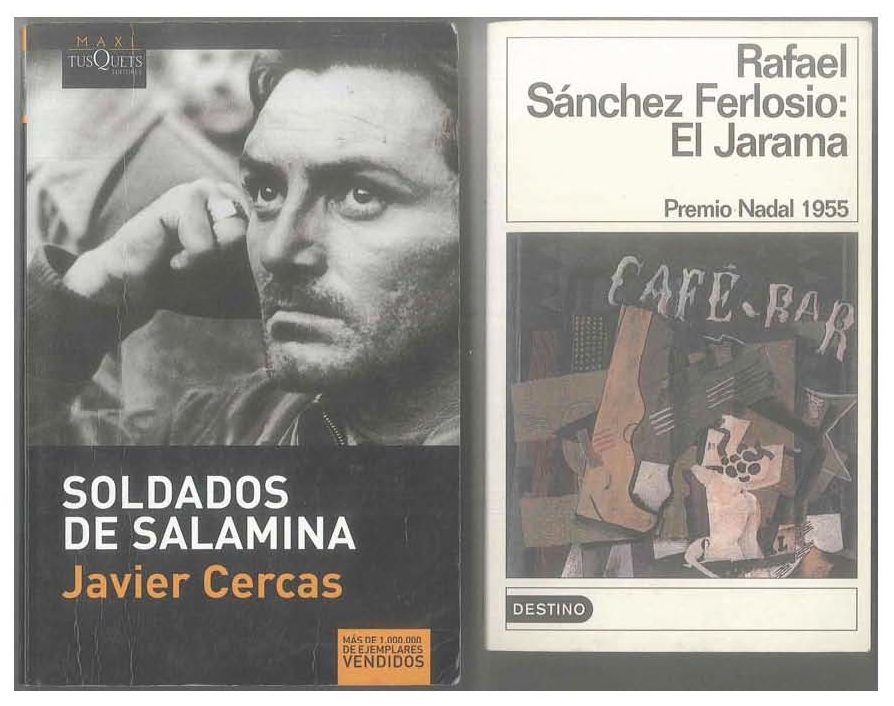 MAXI
TUSQUETS
EDITORES
SOLDADOS
DE SALAMINA
Javier Cercas
MÁS DE 1.000.000
DE EJEMPLARES
VENDIDOS
Rafael
Sánchez Ferlosio:
El Jarama
Premio Nadal 1955
CAFÉ-BAR
DESTINO